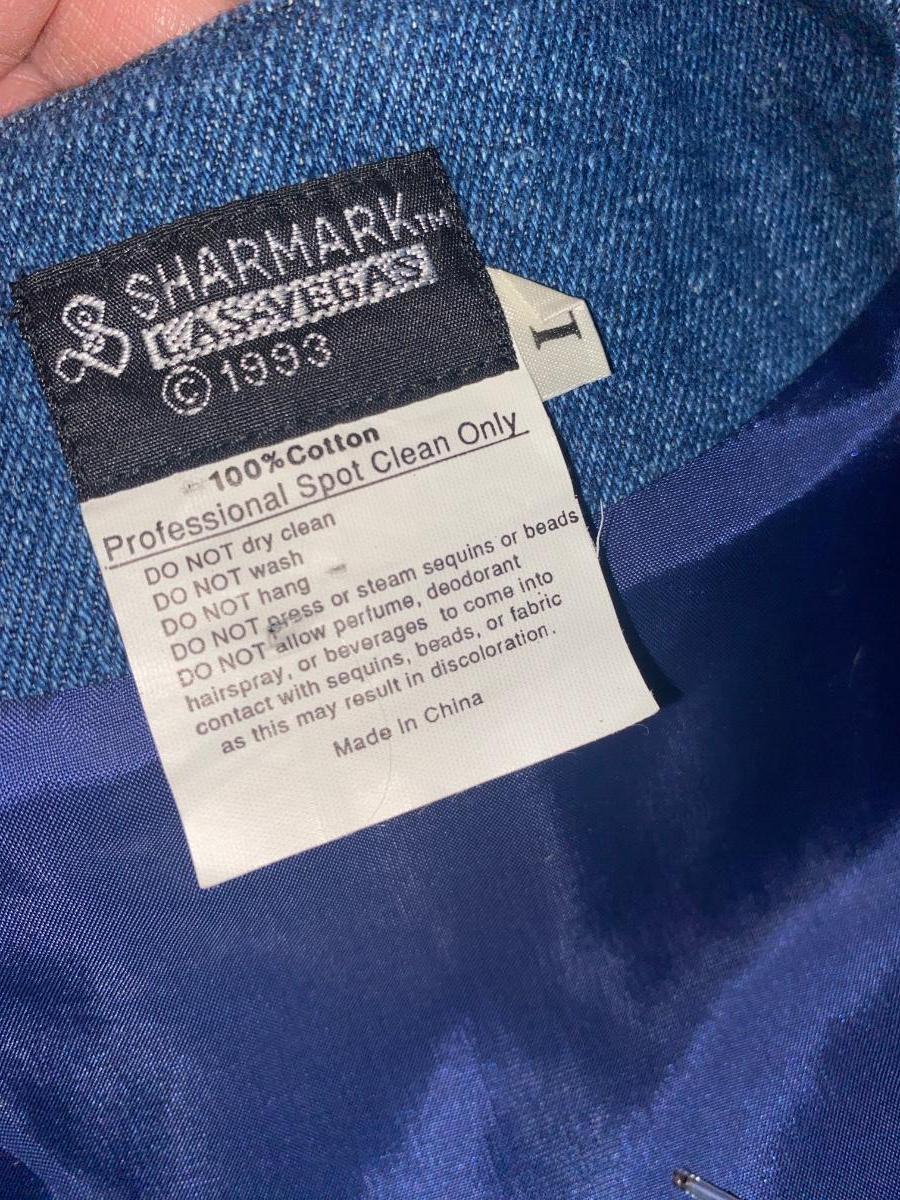 SHARMARK™
LAS VEGAS
©1993
I
100%Cotton
Professional Spot Clean Only
DO NOT dry clean
DO NOT wash
DO NOT hang
DO NOT press or steam sequins or beads
DO NOT allow perfume, deodorant
hairspray, or beverages to come into
contact with sequins, beads, or fabric
as this may result in discoloration.
Made In China